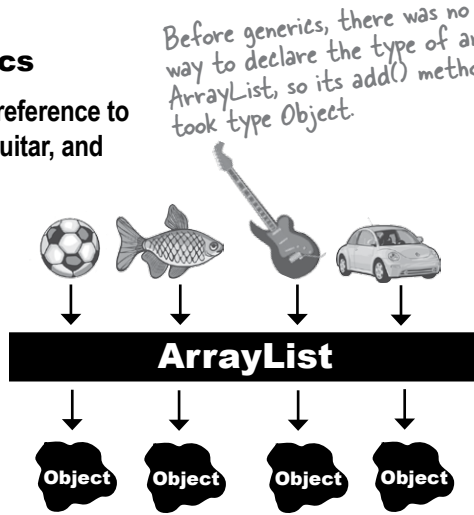 Before generics, there was no
way to declare the type of an
ArrayList, so its add() metho
took type Object.
cs
reference to
uitar, and
ArrayList
Object Object Object Object